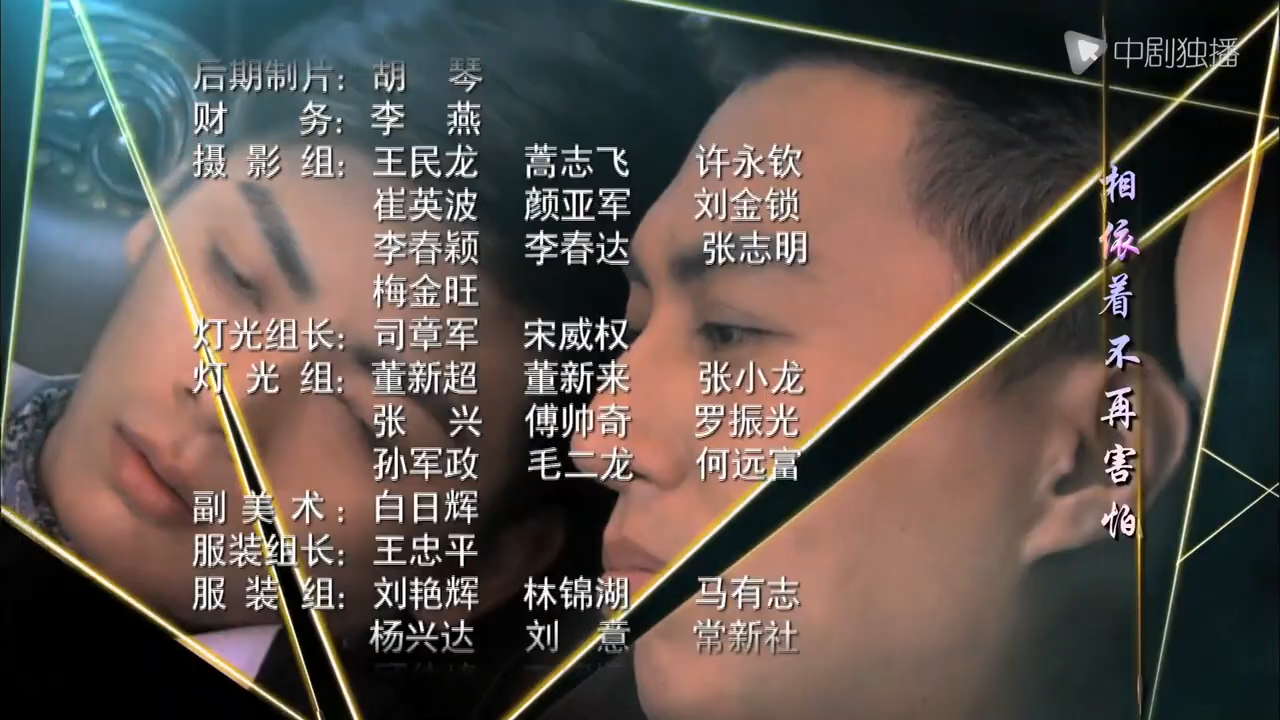 中剧独播
后期制片: 胡 琴
财 务: 李 燕
摄 影 组: 王民龙 蒿志飞 许永钦
崔英波 颜亚军 刘金锁
李春颖 李春达 张志明
梅金旺
灯光组长: 司章军 宋威权
灯 光 组: 董新超 董新来 张小龙
张 兴 傅帅奇 罗振光
孙军政 毛二龙 何远富
副 美 术: 白日辉
服装组长: 王忠平
服 装 组: 刘艳辉 林锦湖 马有志
杨兴达 刘 意 常新社
相依着不再害怕